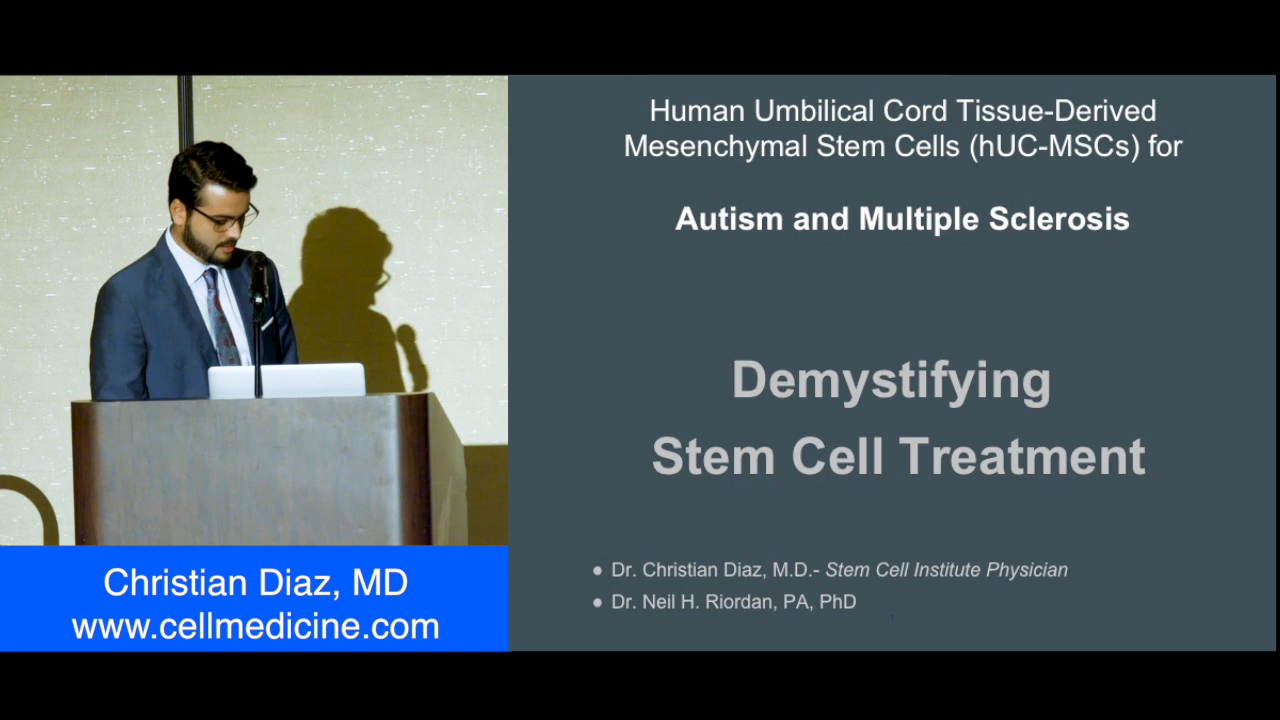 Human Umbilical Cord Tissue-Derived
Mesenchymal Stem Cells (hUC-MSCs) for
Autism and Multiple Sclerosis
Demystifying
Stem Cell Treatment
● Dr. Christian Diaz, M.D.- Stem Cell Institute Physician
● Dr. Neil H. Riordan, PA, PhD
Christian Diaz, MD
www.cellmedicine.com